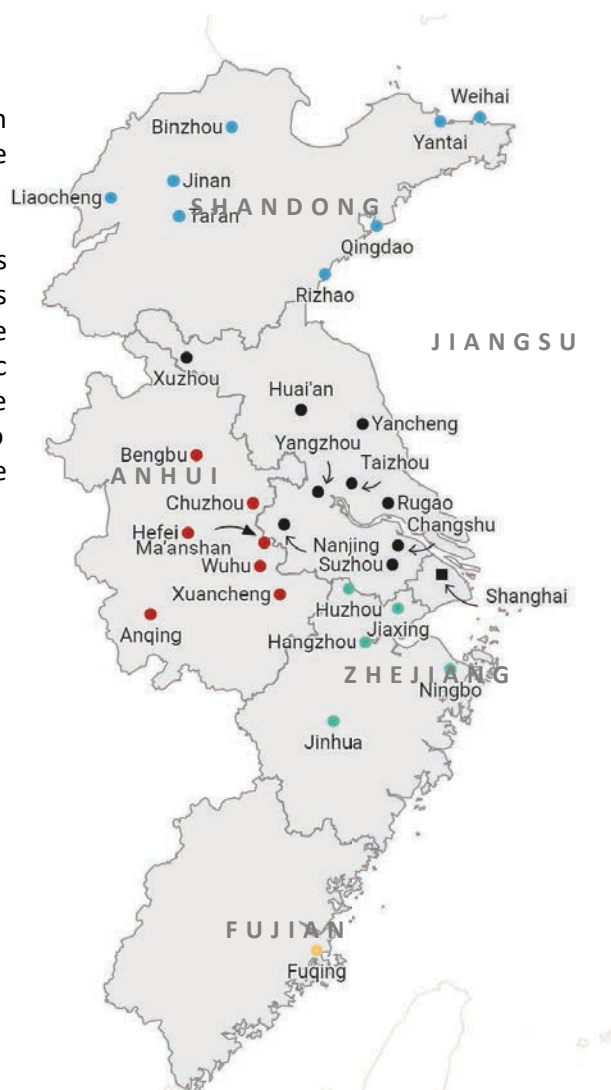 n
e
s
s
e
c
e
o
e
Weihai
Binzhou
Yantai
Jinan
Liaocheng
SHANDONG
Tai'an
Qingdao
Rizhao
JIANGSU
Xuzhou
Huai'an
Yancheng
Yangzhou
Taizhou
Bengbu
ANHUI
Chuzhou
Rugao
Changshu
Hefei
Ma'anshan
Nanjing
Wuhu
Suzhou
Xuancheng
Shanghai
Huzhou
Jiaxing
Anqing
Hangzhou
ZHEJIANG
Ningbo
Jinhua
FUJIAN
Fuqing